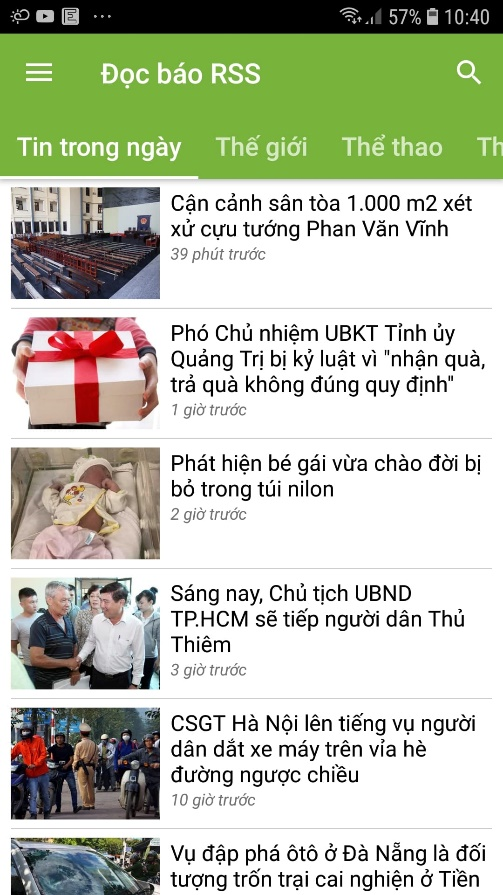 57% 10:40
Đọc báo RSS
Tin trong ngày Thế giới Thể thao Th
Cận cảnh sân tòa 1.000 m2 xét
xử cựu tướng Phan Văn Vĩnh
39 phút trước
Phó Chủ nhiệm UBKT Tỉnh ủy
Quảng Trị bị kỷ luật vì "nhận quà,
trả quà không đúng quy định"
1 giờ trước
Phát hiện bé gái vừa chào đời bị
bỏ trong túi nilon
2 giờ trước
Sáng nay, Chủ tịch UBND
TP.HCM sẽ tiếp người dân Thủ
Thiêm
3 giờ trước
CSGT Hà Nội lên tiếng vụ người
dân dắt xe máy trên vỉa hè
đường ngược chiều
10 giờ trước
Vụ đập phá ôtô ở Đà Nẵng là đối
tượng trốn trại cai nghiện ở Tiền